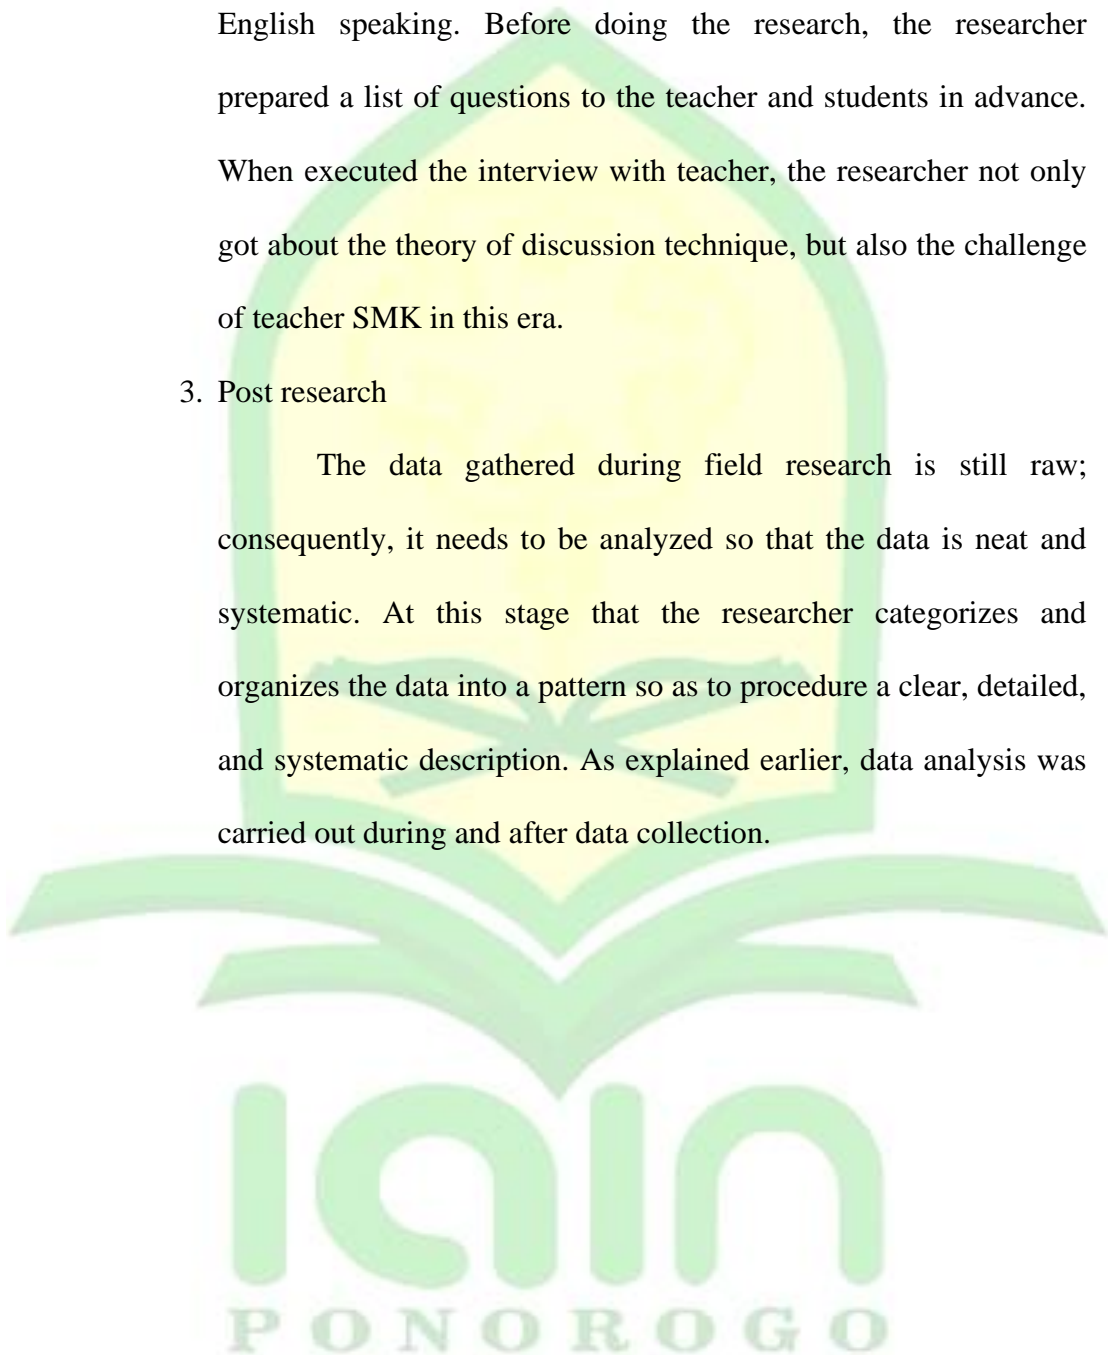 English speaking. Before doing the research, the researcher
prepared a list of questions to the teacher and students in advance.
When executed the interview with teacher, the researcher not only
got about the theory of discussion technique, but also the challenge
of teacher SMK in this era.
3. Post research
The data gathered during field research is still raw;
consequently, it needs to be analyzed so that the data is neat and
systematic. At this stage that the researcher categorizes and
organizes the data into a pattern so as to procedure a clear, detailed,
and systematic description. As explained earlier, data analysis was
carried out during and after data collection.
iain
PONOROGO